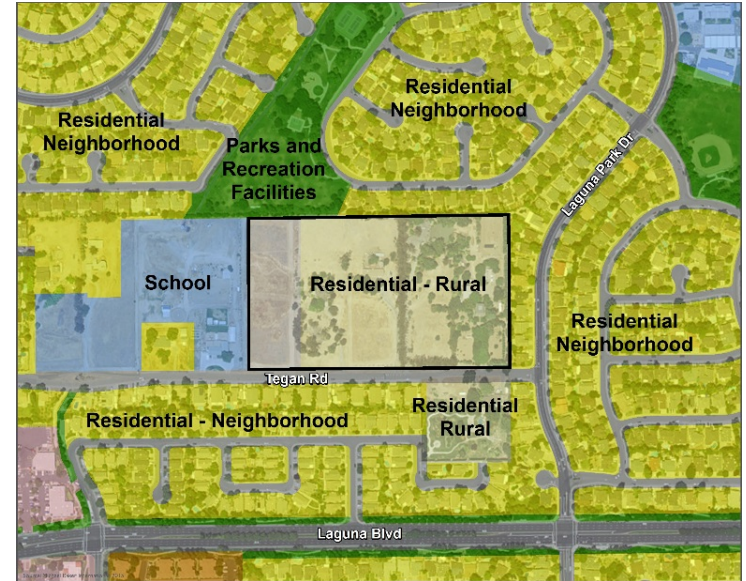 Residential
Neighborhood
Residential
Neighborhood
Parks and
Recreation
Facilities
Laguna Park Dr
School
Residential - Rural
Residential
Neighborhood
Tegan Rd
Residential - Neighborhood
Residential
Rural
Laguna Blvd